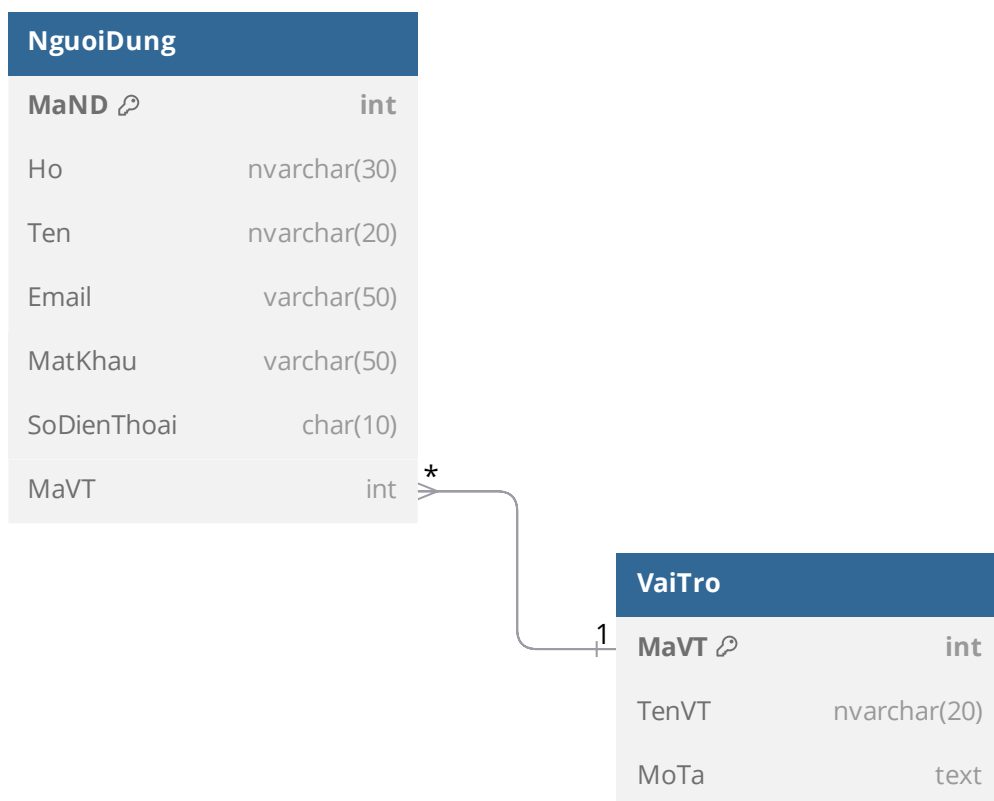 NguoiDung
MaND int
Ho nvarchar(30)
Ten nvarchar(20)
Email varchar(50)
MatKhau varchar(50)
SoDienThoai char(10)
MaVT int
*
1
VaiTro
MaVT int
TenVT nvarchar(20)
MoTa text